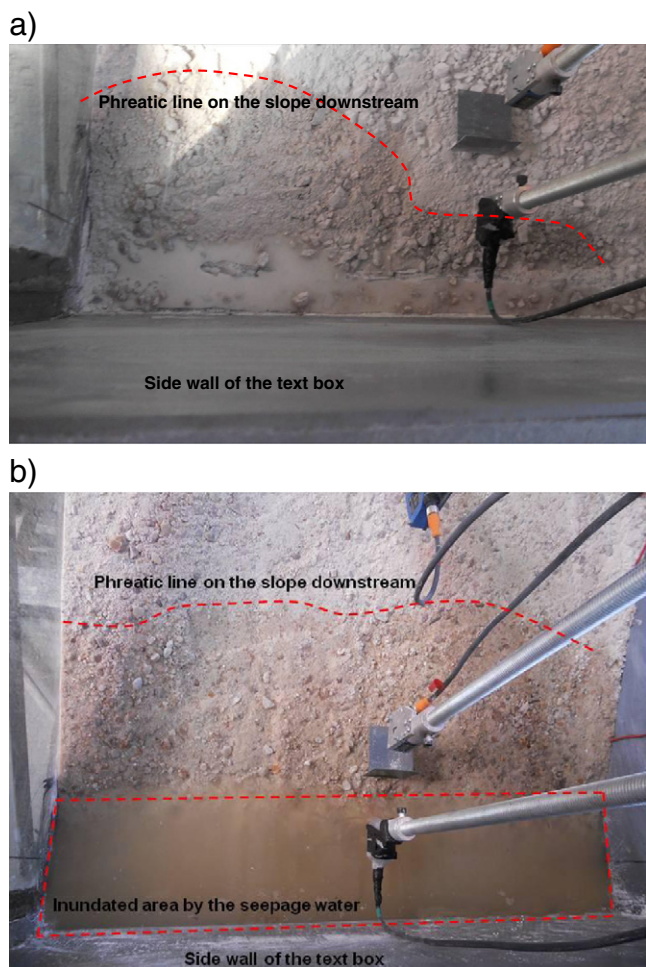 a)
Phreatic line on the slope downstream
Side wall of the text box
b)
Phreatic line on the slope downstream
Inundated area by the seepage water
Side wall of the text box